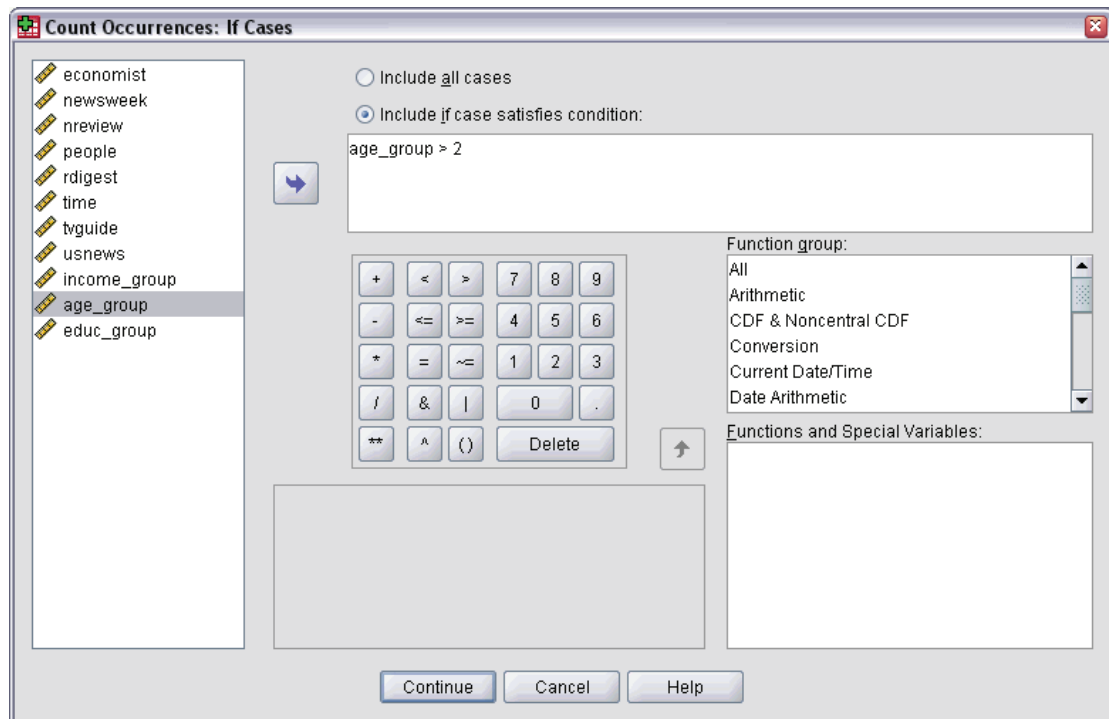 Count Occurrences: If Cases
economist
newsweek
nreview
people
rdigest
time
tvguide
usnews
income_group
age_group
educ_group
Include all cases
Include if case satisfies condition:
age_group > 2
+ < > 7 8 9
- <= >= 4 5 6
* = ~= 1 2 3
/ & | 0 .
** ^ () Delete
Function group:
All
Arithmetic
CDF & Noncentral CDF
Conversion
Current Date/Time
Date Arithmetic
Functions and Special Variables:
Continue Cancel Help